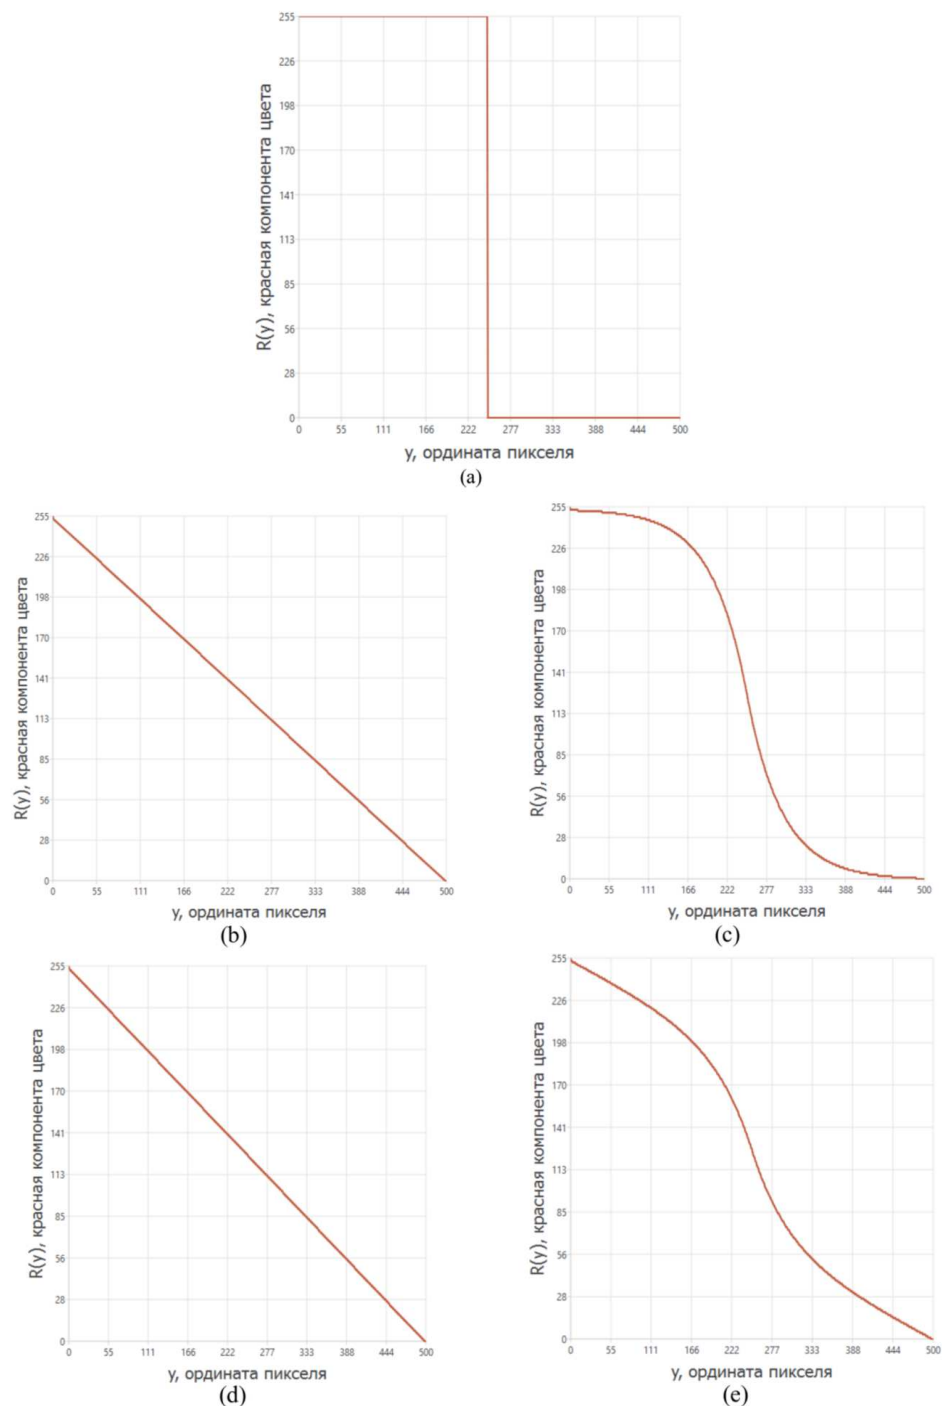 255
226
198
170
141
113
85
56
28
0
R(y), красная компонента цвета
0 55 111 166 222 277 333 388 444 500
y, ордината пикселя
(a)
255
226
198
170
141
113
85
56
28
0
R(y), красная компонента цвета
0 55 111 166 222 277 333 388 444 500
y, ордината пикселя
(b)
255
226
198
170
141
113
85
56
28
0
R(y), красная компонента цвета
0 55 111 166 222 277 333 388 444 500
y, ордината пикселя
(c)
255
226
198
170
141
113
85
56
28
0
R(y), красная компонента цвета
0 55 111 166 222 277 333 388 444 500
y, ордината пикселя
(d)
255
226
198
170
141
113
85
56
28
0
R(y), красная компонента цвета
0 55 111 166 222 277 333 388 444 500
y, ордината пикселя
(e)